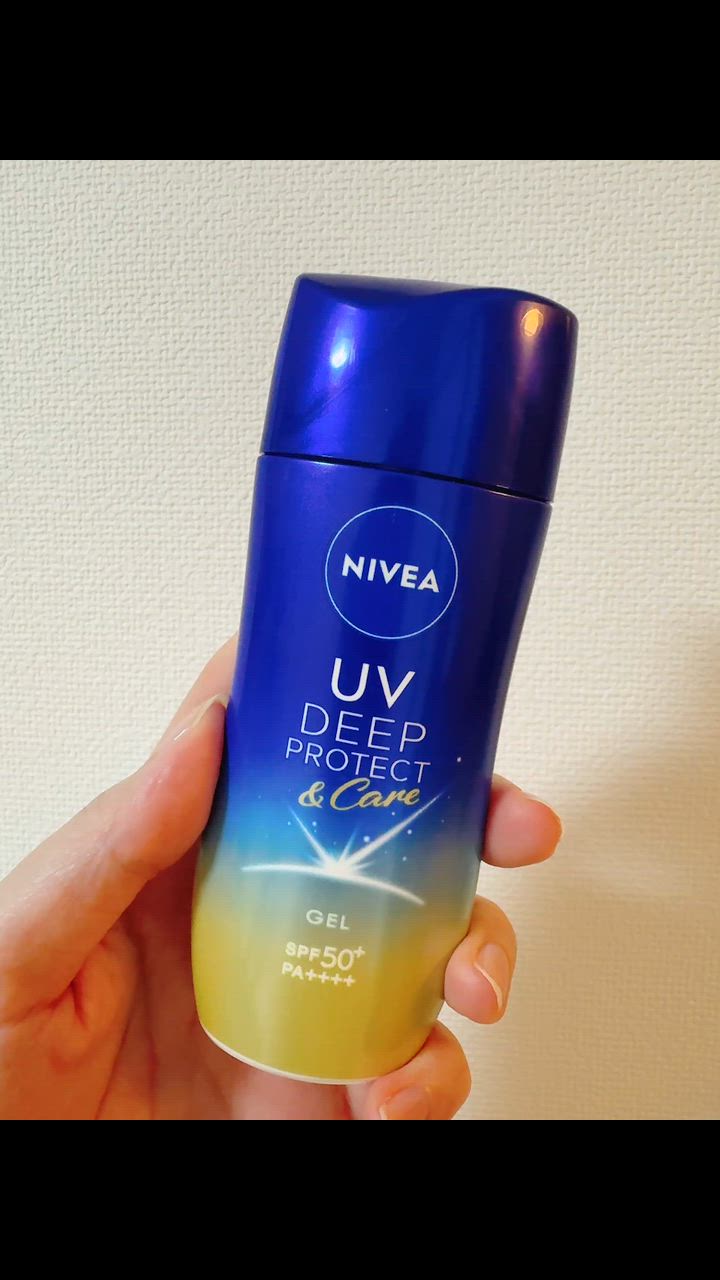 NIVEA
UV
DEEP
PROTECT
& Care
GEL
SPF50+
PA++++